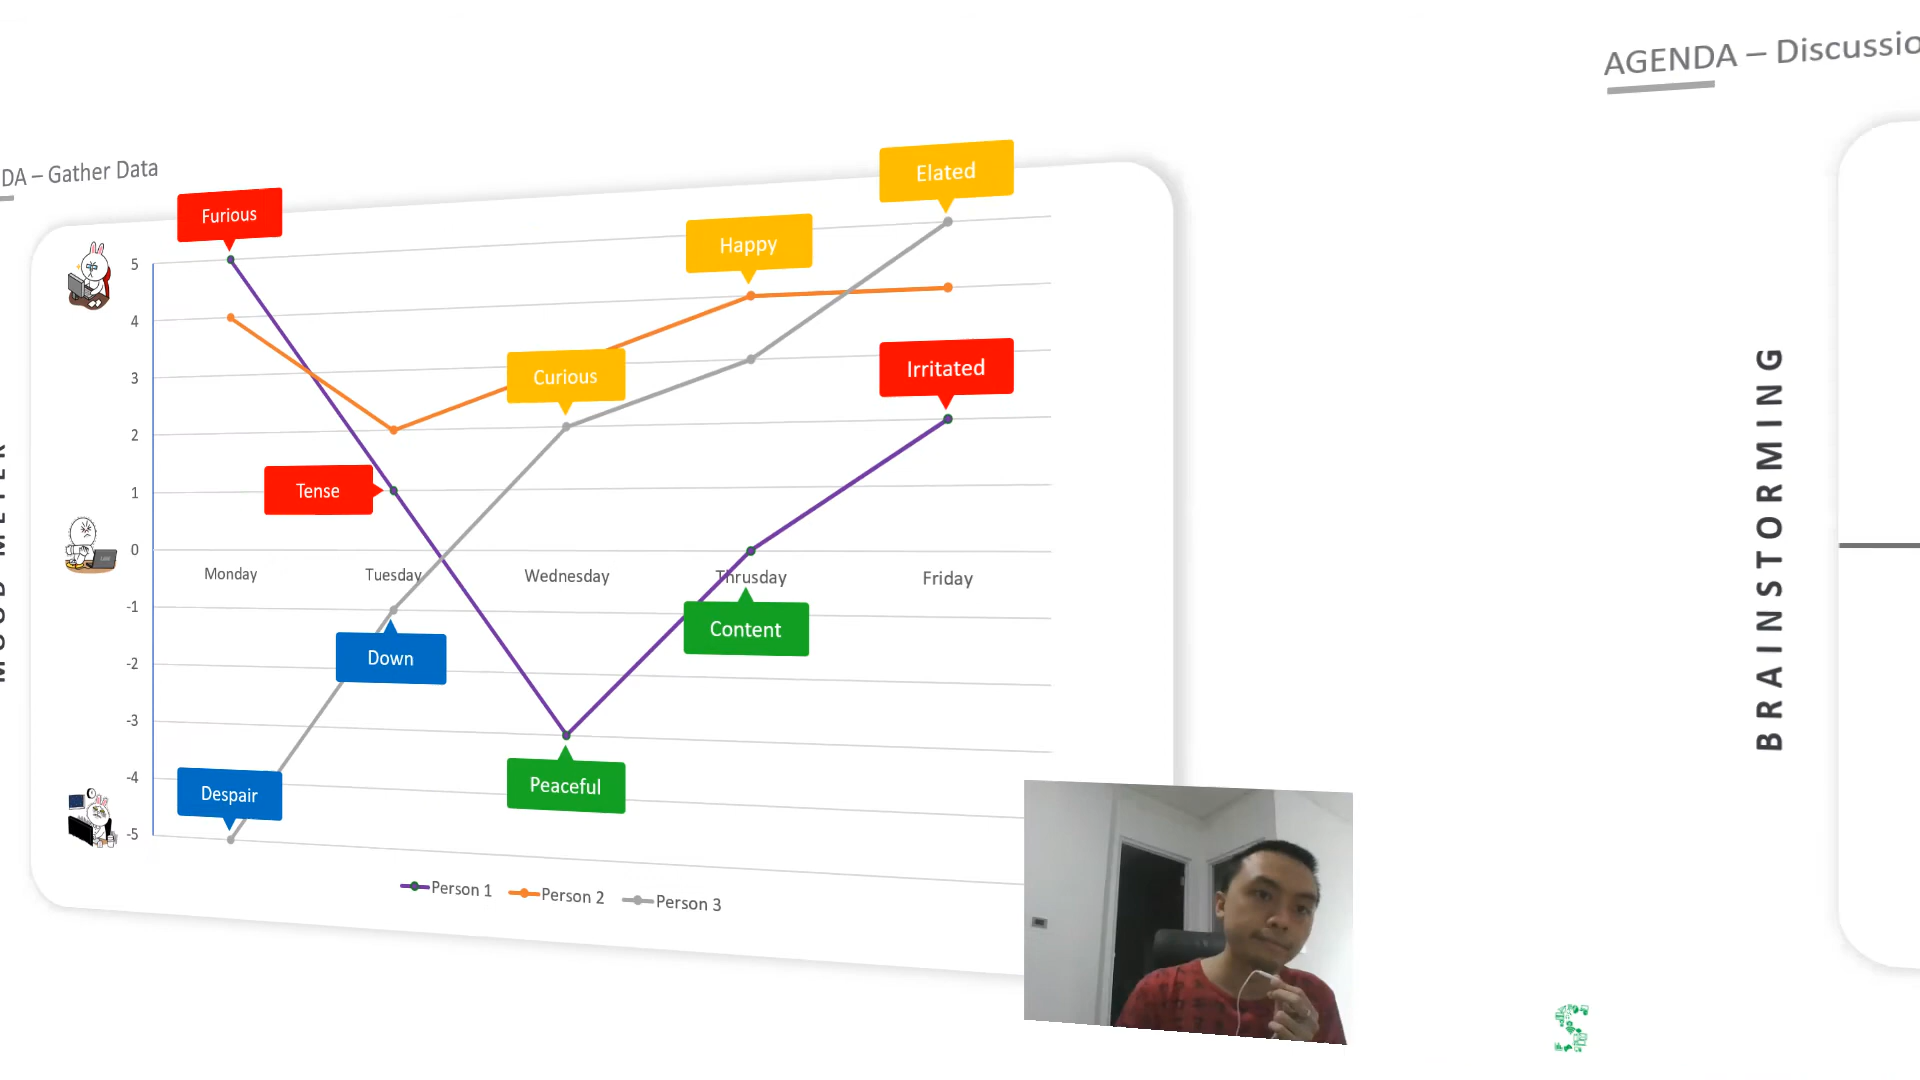 AGENDA – Discussio
DA – Gather Data
Furious
Elated
Happy
5
4
3
2
1
0
-1
-2
-3
-4
-5
Curious
Irritated
Tense
Monday
Tuesday
Wednesday
Thrusday
Friday
Down
Content
Peaceful
Despair
Person 1
Person 2
Person 3
MOOD METER
BRAINSTORMING